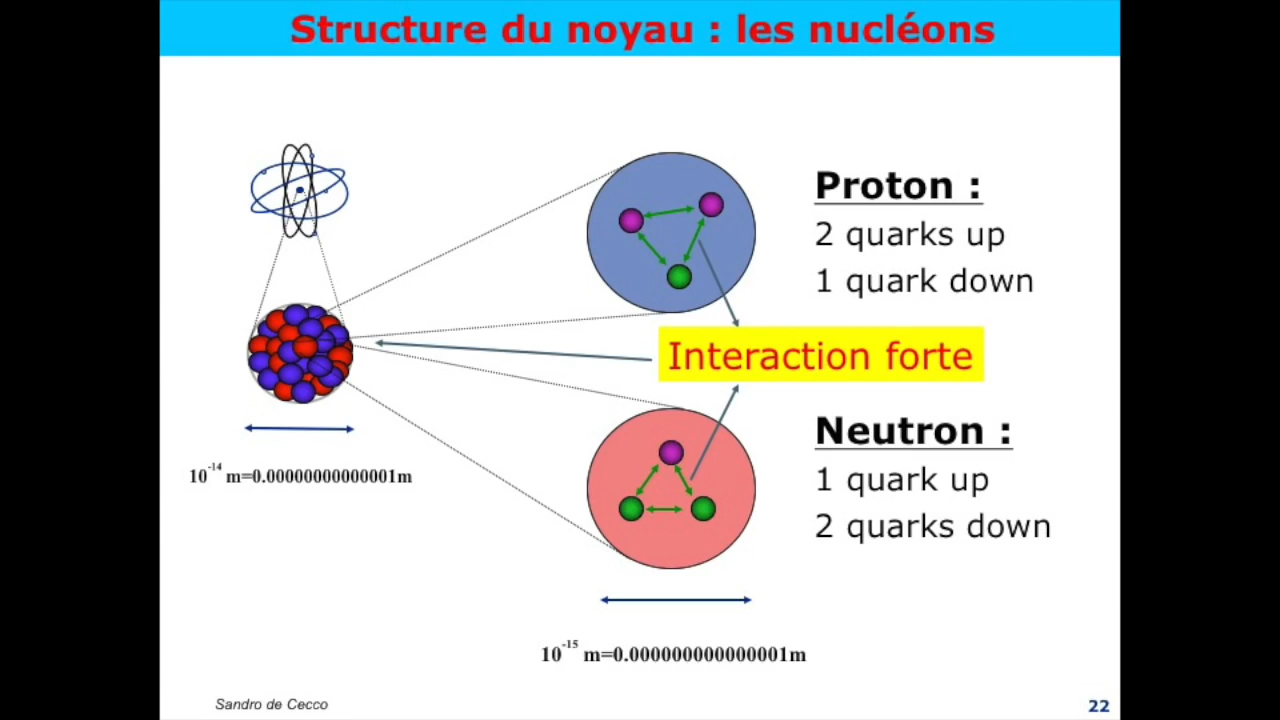 Structure du noyau : les nucléons
Proton :
2 quarks up
1 quark down
Interaction forte
Neutron :
1 quark up
2 quarks down
10⁻¹⁴ m=0.00000000000001m
10⁻¹⁵ m=0.000000000000001m
Sandro de Cecco
22